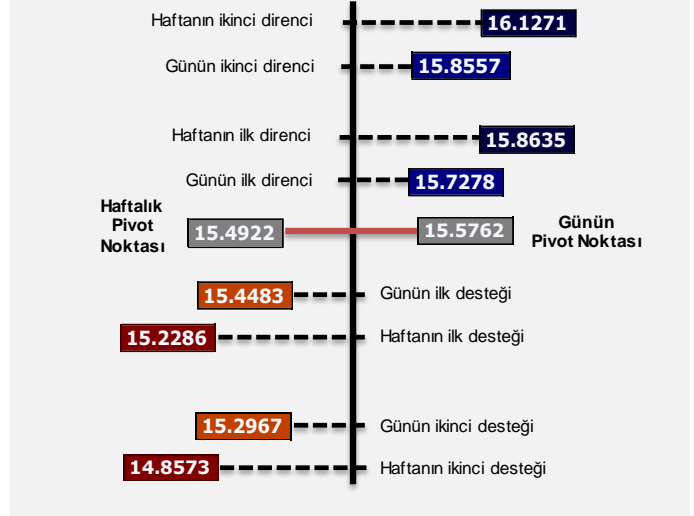 Haftanın ikinci direnci 16.1271
Günün ikinci direnci 15.8557
Haftanın ilk direnci 15.8635
Günün ilk direnci 15.7278
Haftalık
Pivot
Noktası
15.4922
15.5762
Günün
Pivot Noktası
15.4483 Günün ilk desteği
15.2286 Haftanın ilk desteği
15.2967 Günün ikinci desteği
14.8573 Haftanın ikinci desteği